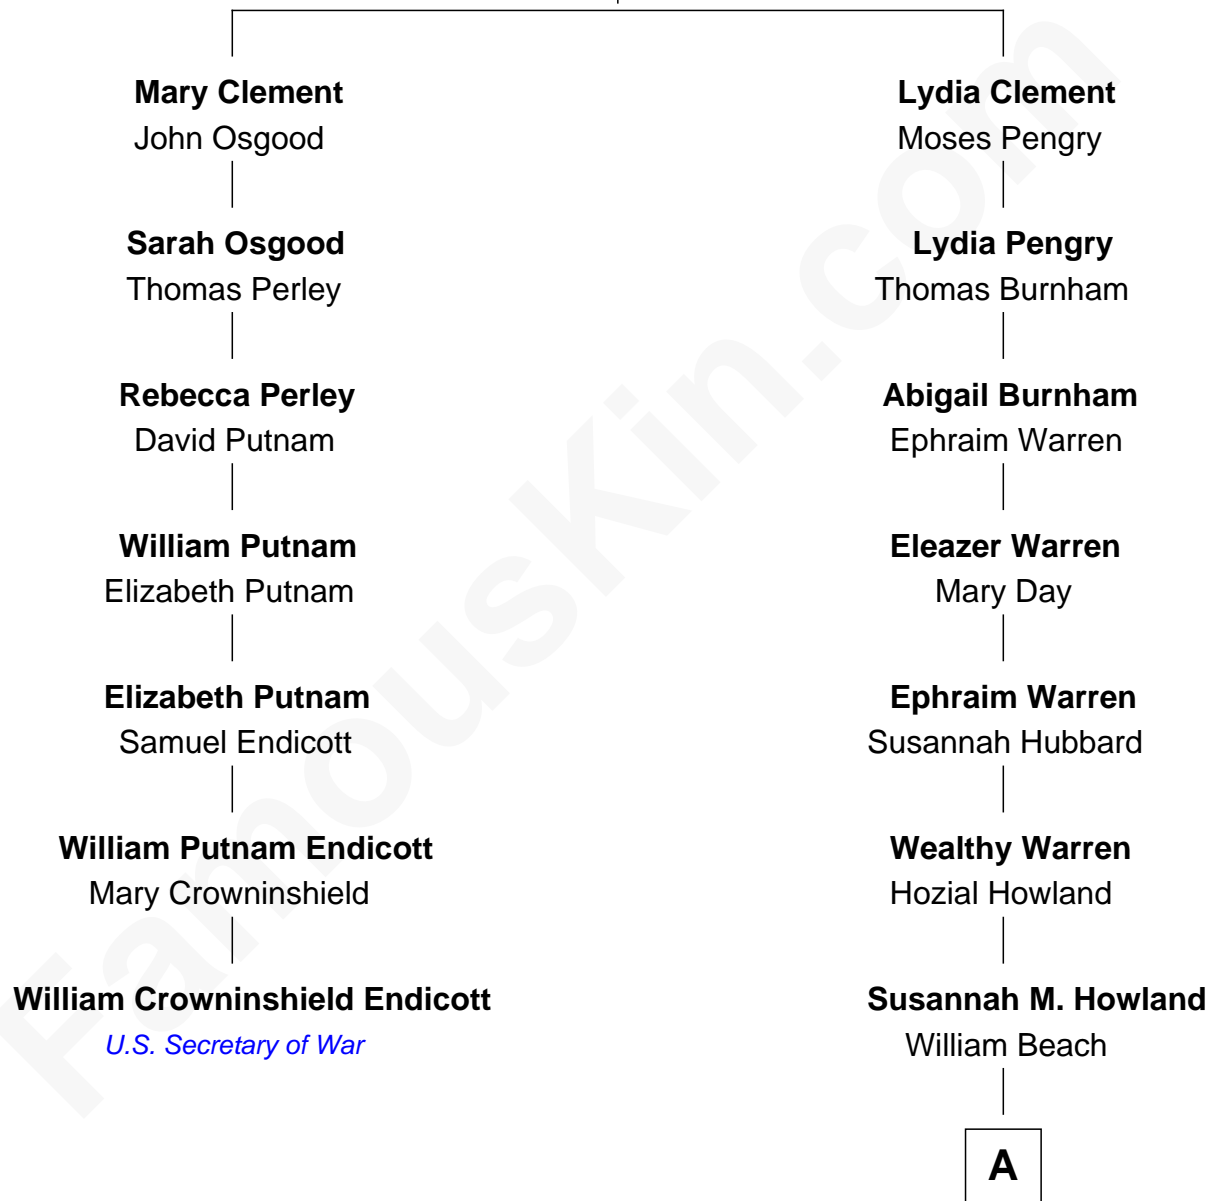 Mary Clement
John Osgood
Lydia Clement
Moses Pengry
Sarah Osgood
Thomas Perley
Lydia Pengry
Thomas Burnham
Rebecca Perley
David Putnam
Abigail Burnham
Ephraim Warren
William Putnam
Elizabeth Putnam
Eleazer Warren
Mary Day
Elizabeth Putnam
Samuel Endicott
Ephraim Warren
Susannah Hubbard
William Putnam Endicott
Mary Crowninshield
Wealthy Warren
Hozial Howland
William Crowninshield Endicott
U.S. Secretary of War
Susannah M. Howland
William Beach
A
FamousKin.com